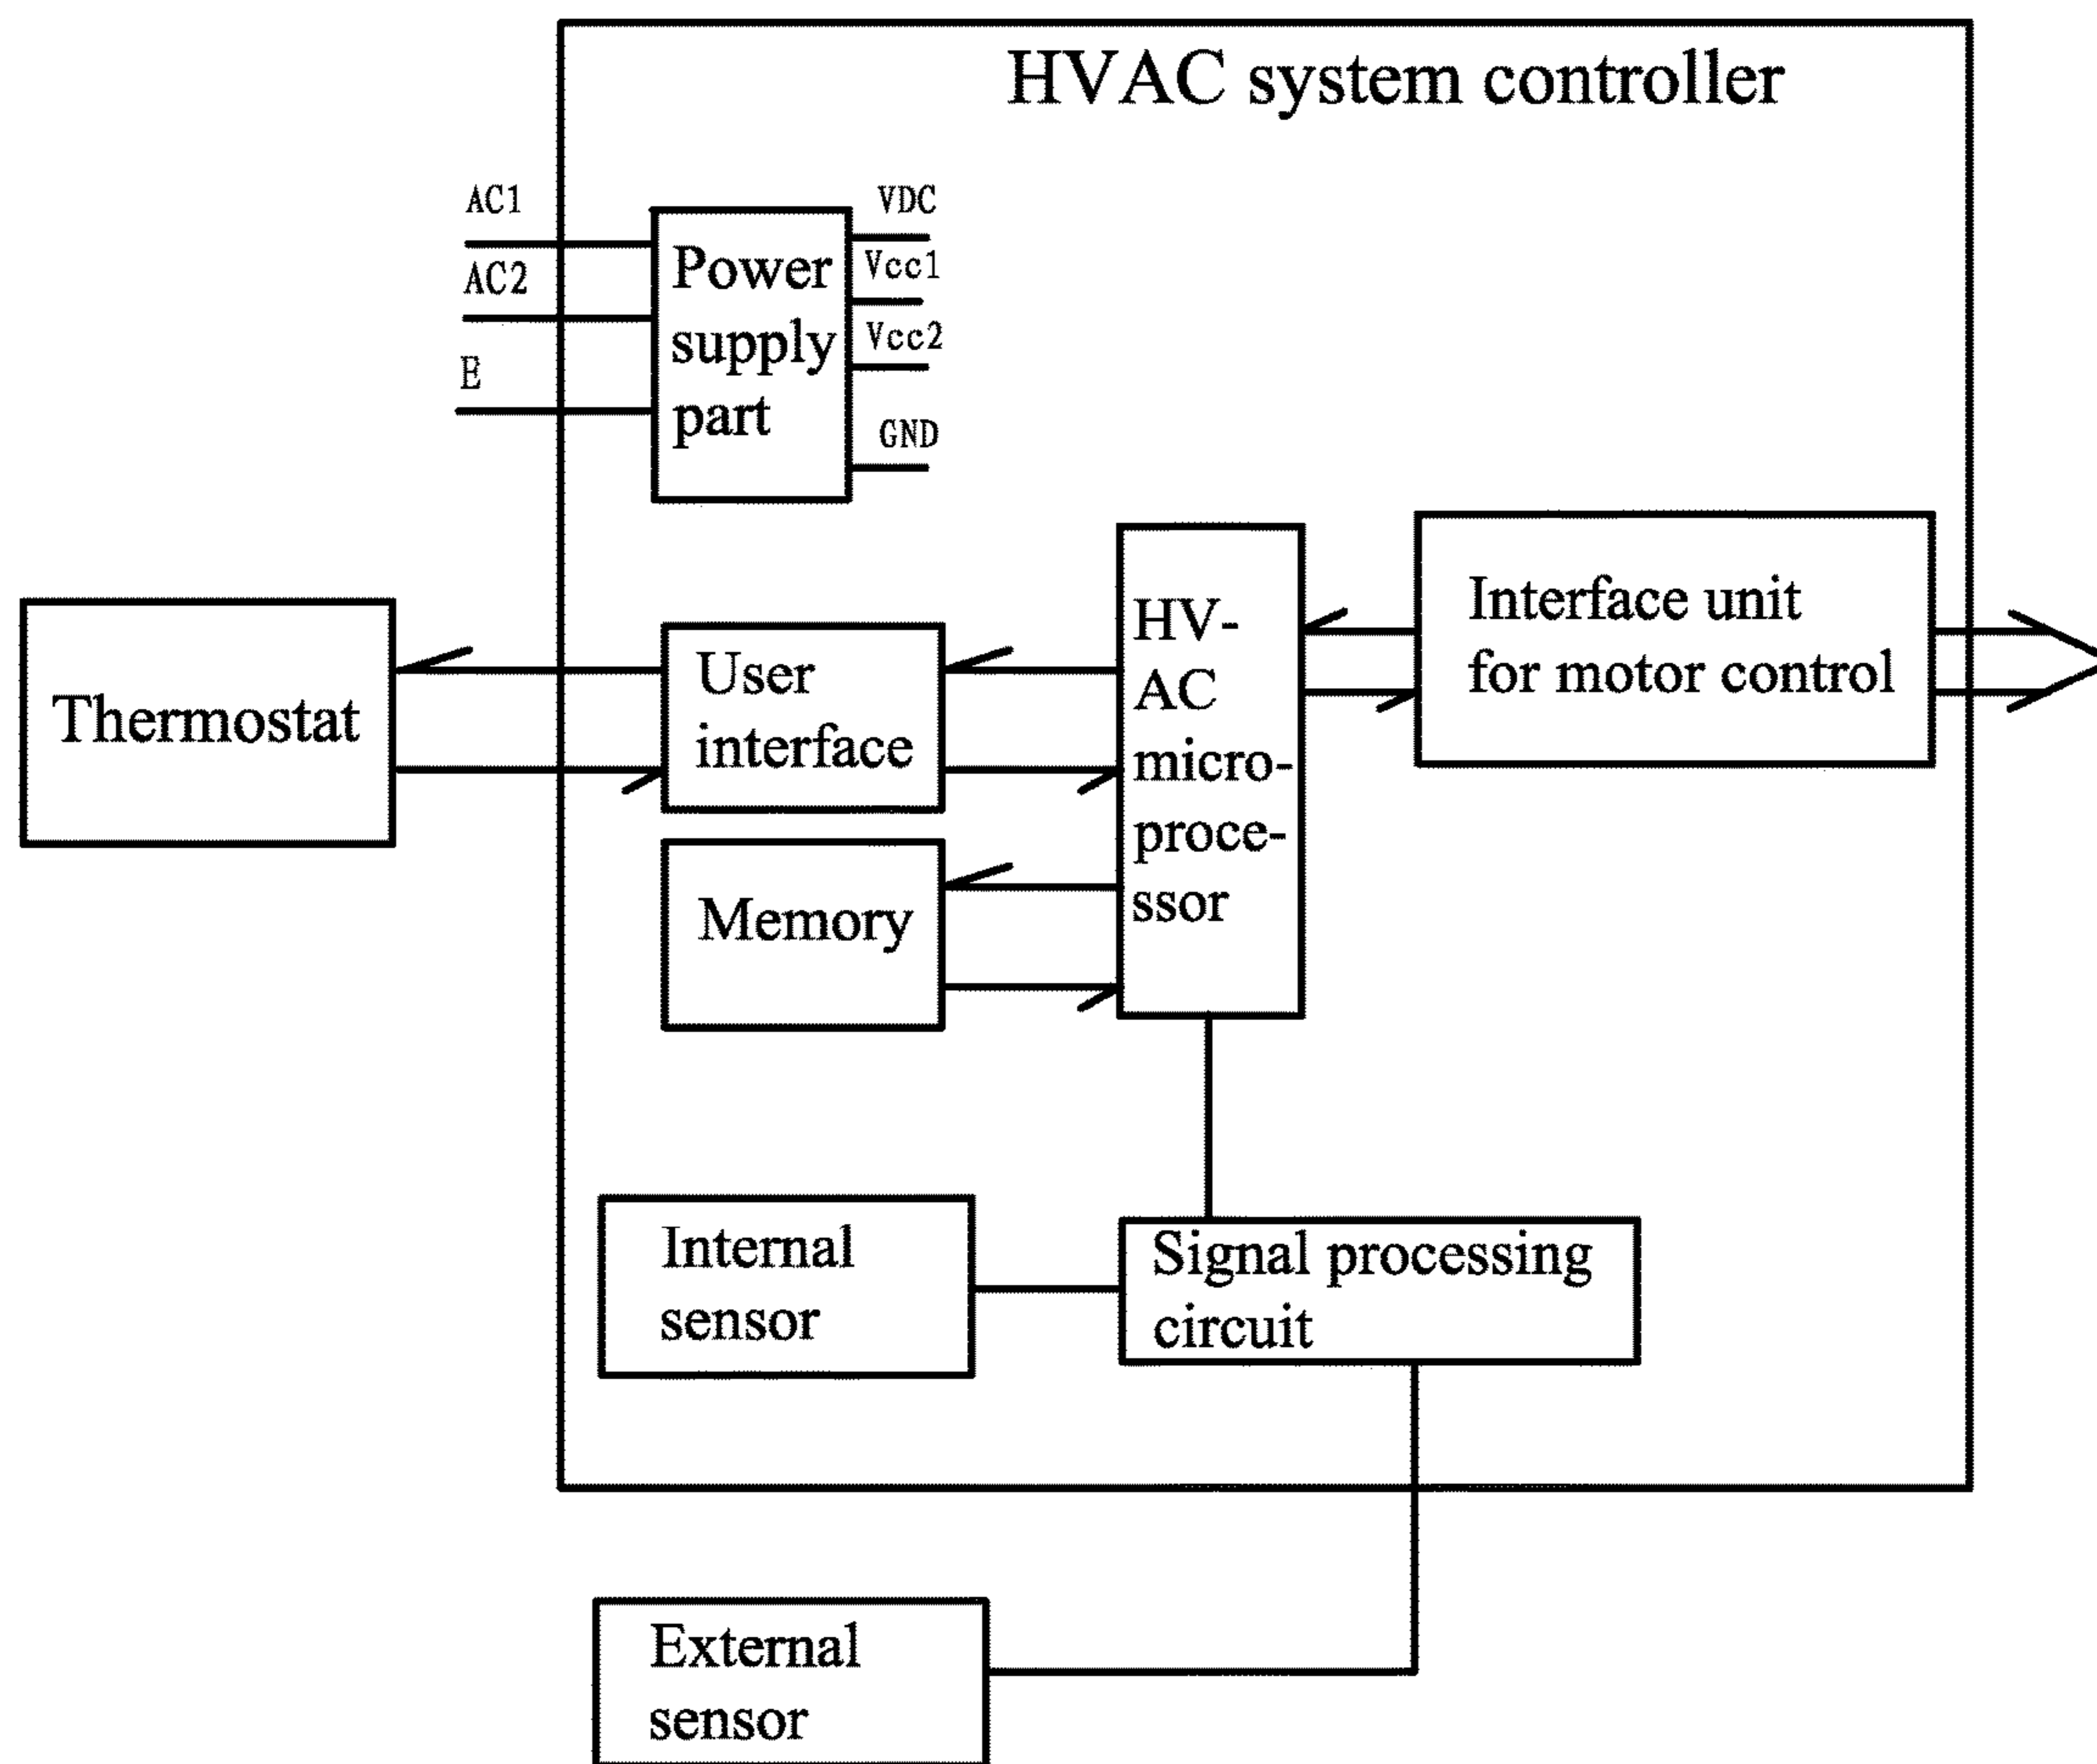 HVAC system controller
AC1
AC2
E
Power
supply
part
VDC
Vcc1
Vcc2
GND
Thermostat
User
interface
Memory
HV-
AC
micro-
proce-
ssor
Interface unit
for motor control
Internal
sensor
Signal processing
circuit
External
sensor